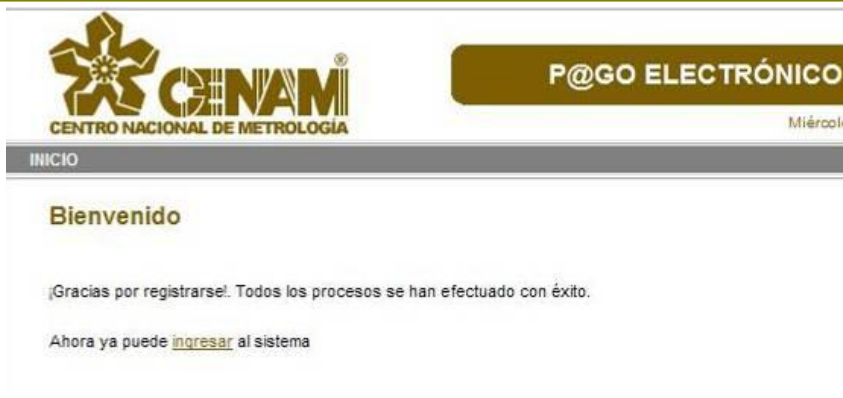 CENAM®
CENTRO NACIONAL DE METROLOGÍA
P@GO ELECTRÓNICO
INICIO
Bienvenido
¡Gracias por registrarse!. Todos los procesos se han efectuado con éxito.
Ahora ya puede ingresar al sistema